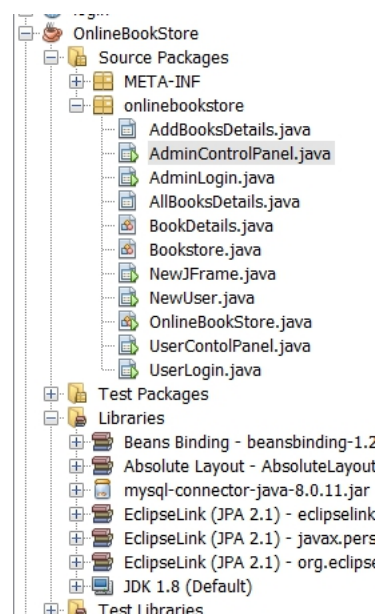 OnlineBookStore
Source Packages
META-INF
onlinebookstore
AddBooksDetails.java
AdminControlPanel.java
AdminLogin.java
AllBooksDetails.java
BookDetails.java
Bookstore.java
NewJFrame.java
NewUser.java
OnlineBookStore.java
UserContolPanel.java
UserLogin.java
Test Packages
Libraries
Beans Binding - beansbinding-1.2
Absolute Layout - AbsoluteLayout
mysql-connector-java-8.0.11.jar
EclipseLink (JPA 2.1) - eclipselink
EclipseLink (JPA 2.1) - javax.pers
EclipseLink (JPA 2.1) - org.eclipse
JDK 1.8 (Default)
Test Libraries